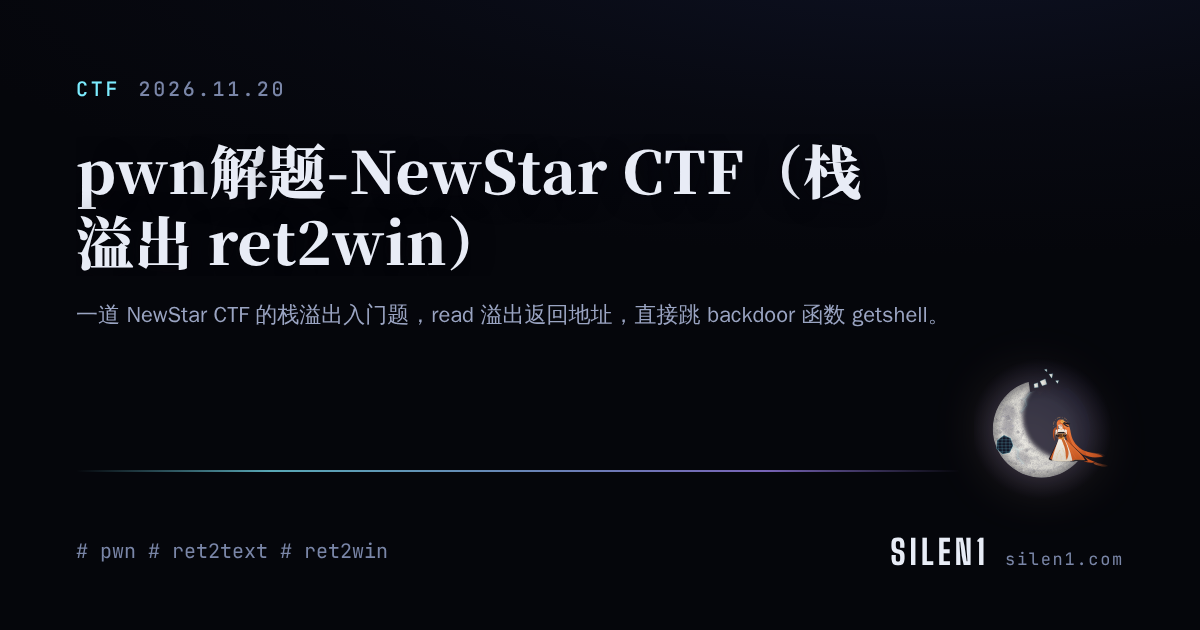 CTF 2026.11.20
pwn解题-NewStar CTF（栈
溢出 ret2win）
一道 NewStar CTF 的栈溢出入门题，read 溢出返回地址，直接跳 backdoor 函数 getshell。
# pwn # ret2text # ret2win
SILEN1 silen1.com